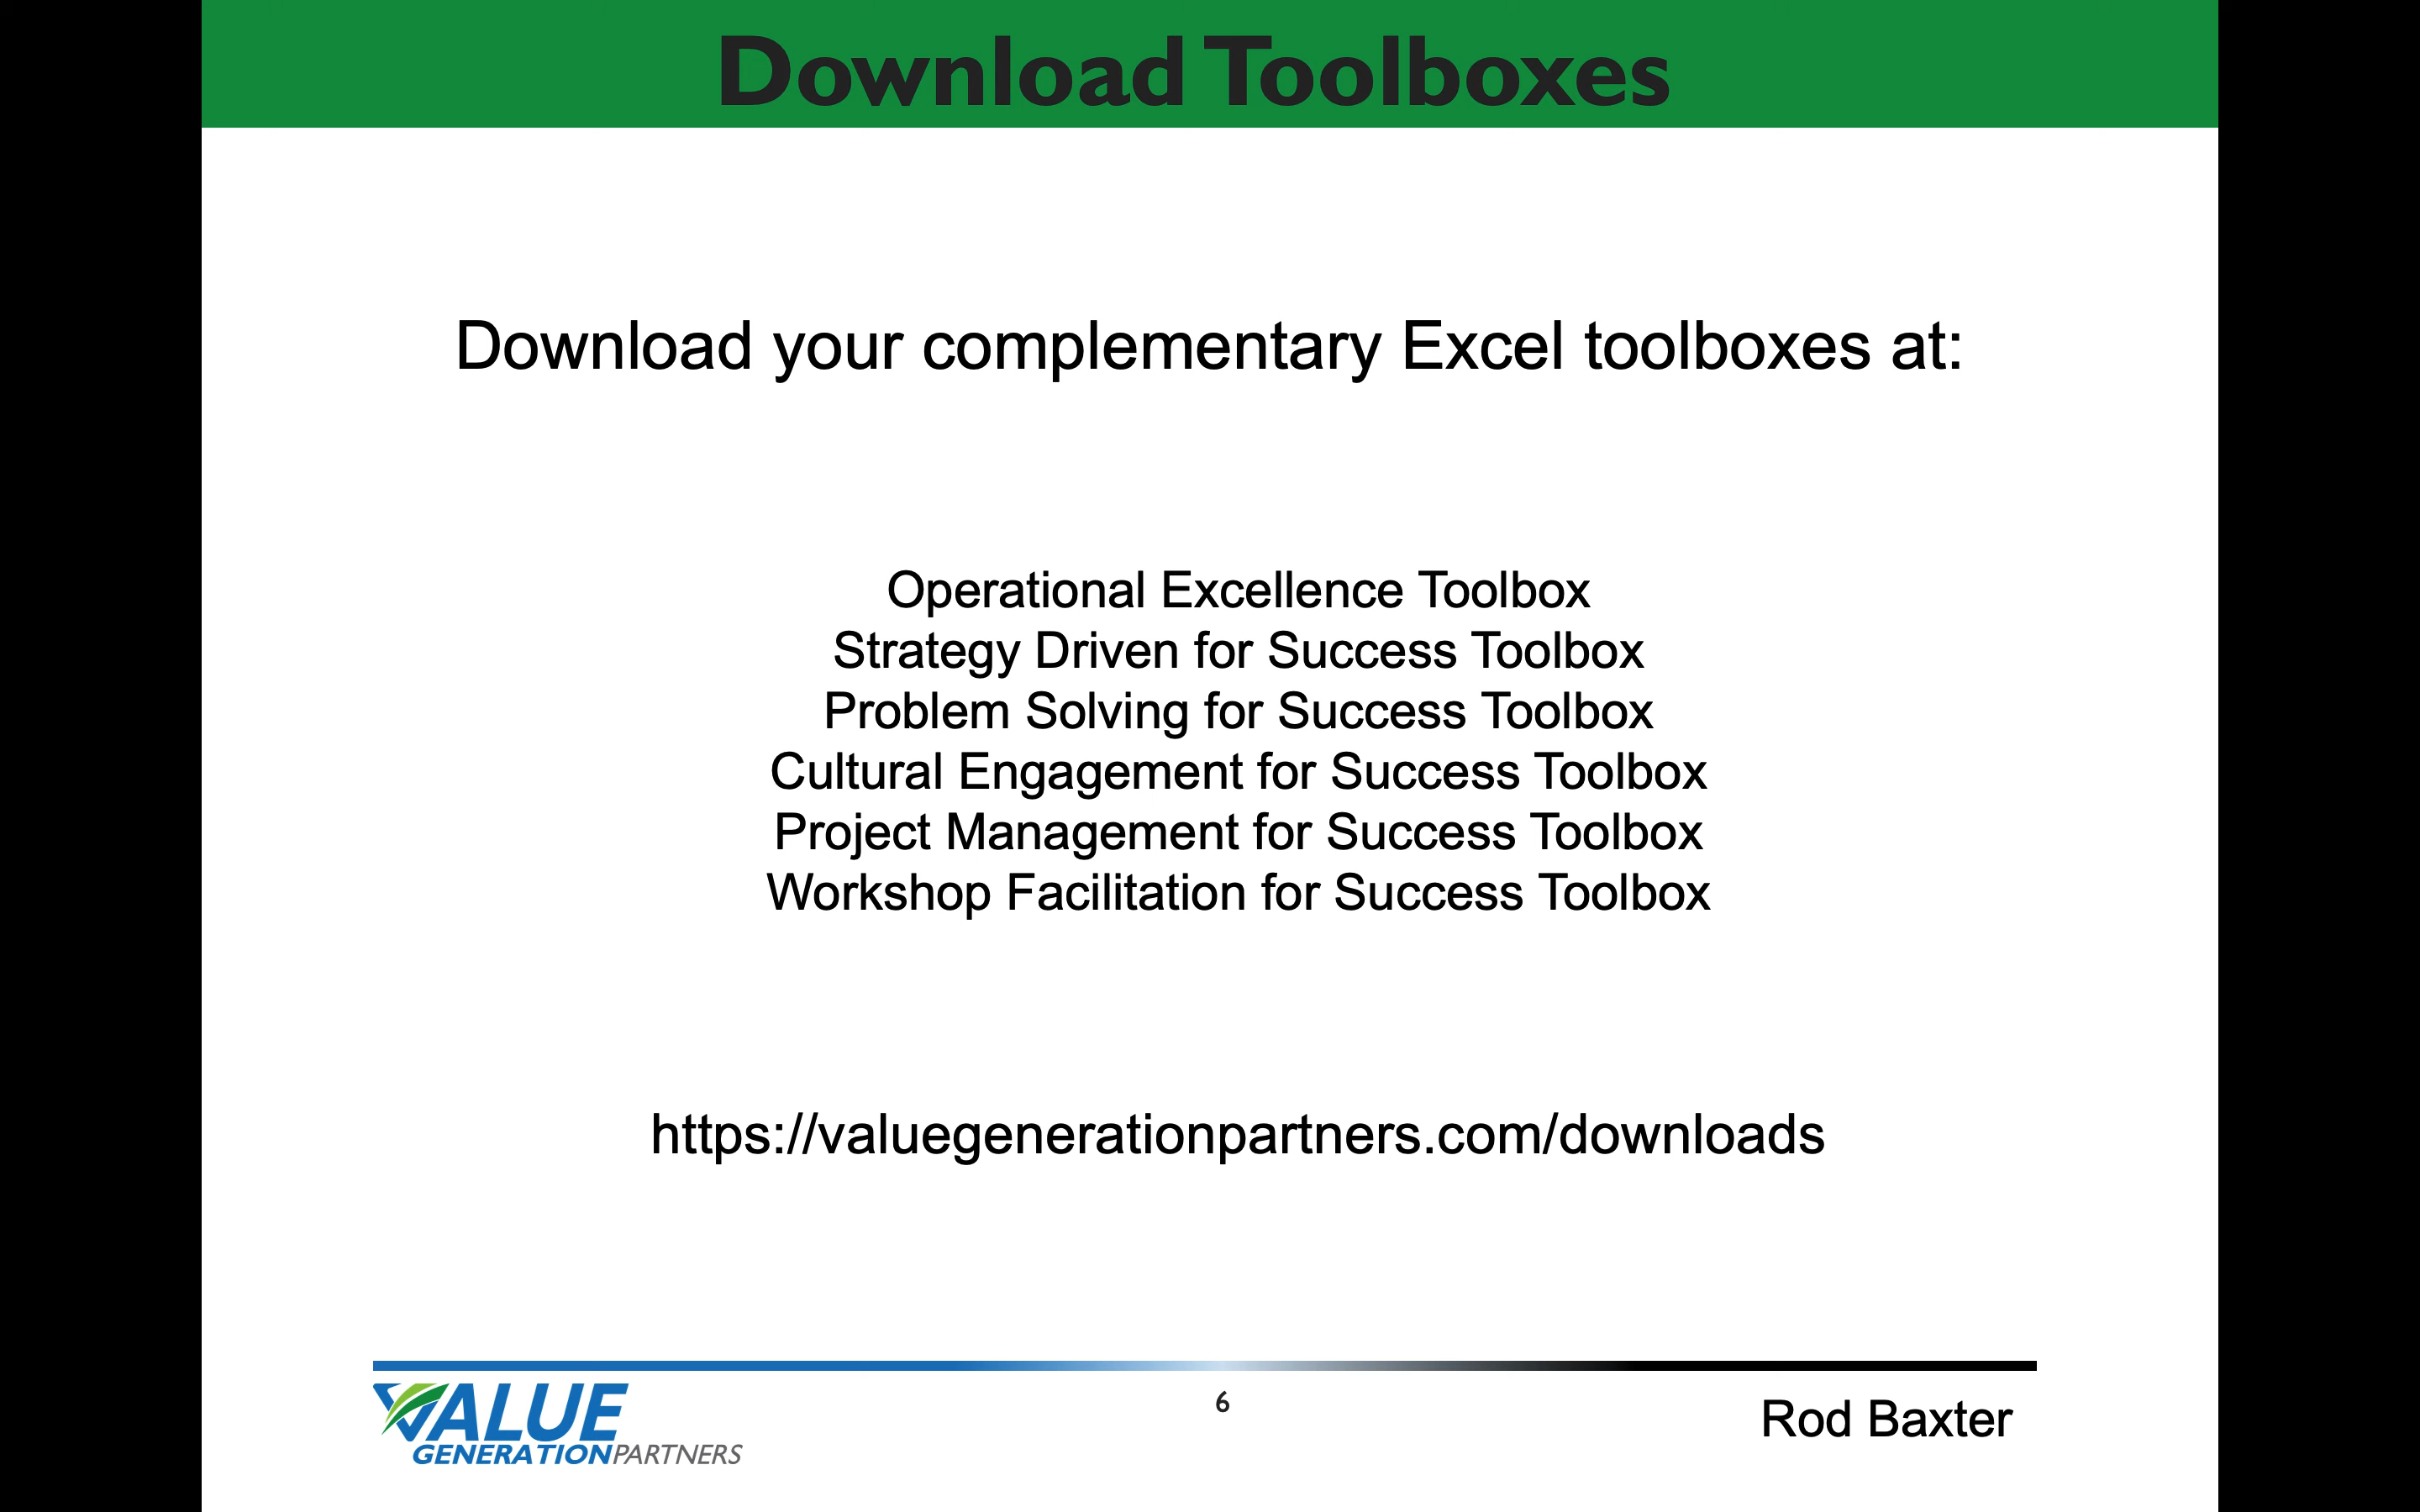 Download Toolboxes
Download your complementary Excel toolboxes at:
Operational Excellence Toolbox
Strategy Driven for Success Toolbox
Problem Solving for Success Toolbox
Cultural Engagement for Success Toolbox
Project Management for Success Toolbox
Workshop Facilitation for Success Toolbox
https://valuegenerationpartners.com/downloads
VALUE
GENERATIONPARTNERS
6
Rod Baxter